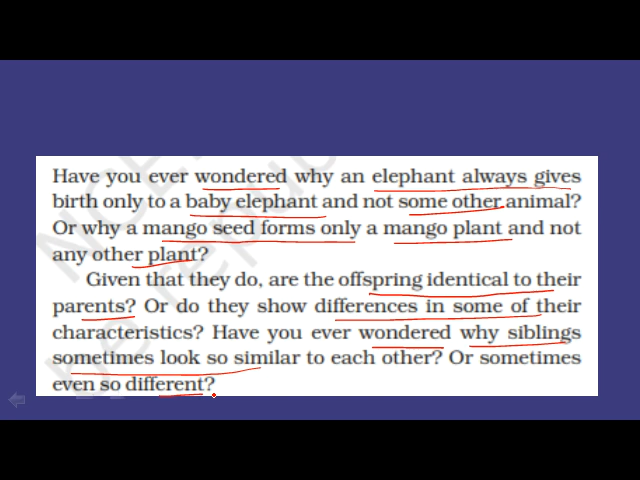 Have you ever wondered why an elephant always gives
birth only to a baby elephant and not some other animal?
Or why a mango seed forms only a mango plant and not
any other plant?
Given that they do, are the offspring identical to their
parents? Or do they show differences in some of their
characteristics? Have you ever wondered why siblings
sometimes look so similar to each other? Or sometimes
even so different?